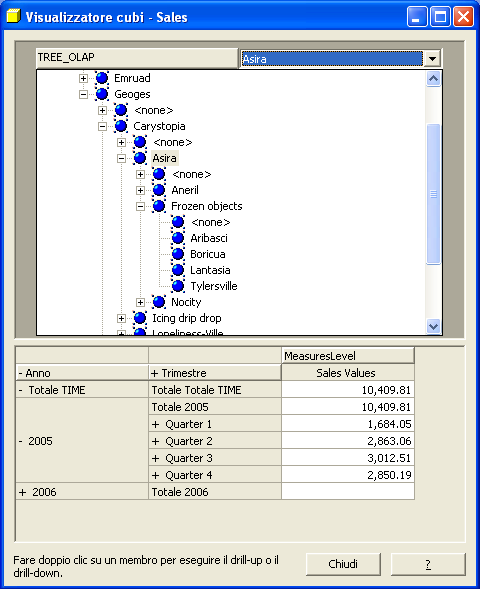 Visualizzatore cubi - Sales
TREE_OLAP Asira
Emruad
Geoges
<none>
Carystopia
<none>
Asira
<none>
Aneril
Frozen objects
<none>
Aribasci
Boricua
Lantasia
Tylersville
Nocity
Icing drip drop
Loneliness-Ville
MeasuresLevel
- Anno + Trimestre Sales Values
- Totale TIME Totale Totale TIME 10,409.81
Totale 2005 10,409.81
+ Quarter 1 1,684.05
- 2005 + Quarter 2 2,863.06
+ Quarter 3 3,012.51
+ Quarter 4 2,850.19
+ 2006 Totale 2006
Fare doppio clic su un membro per eseguire il drill-up o il
drill-down.
Chiudi ?